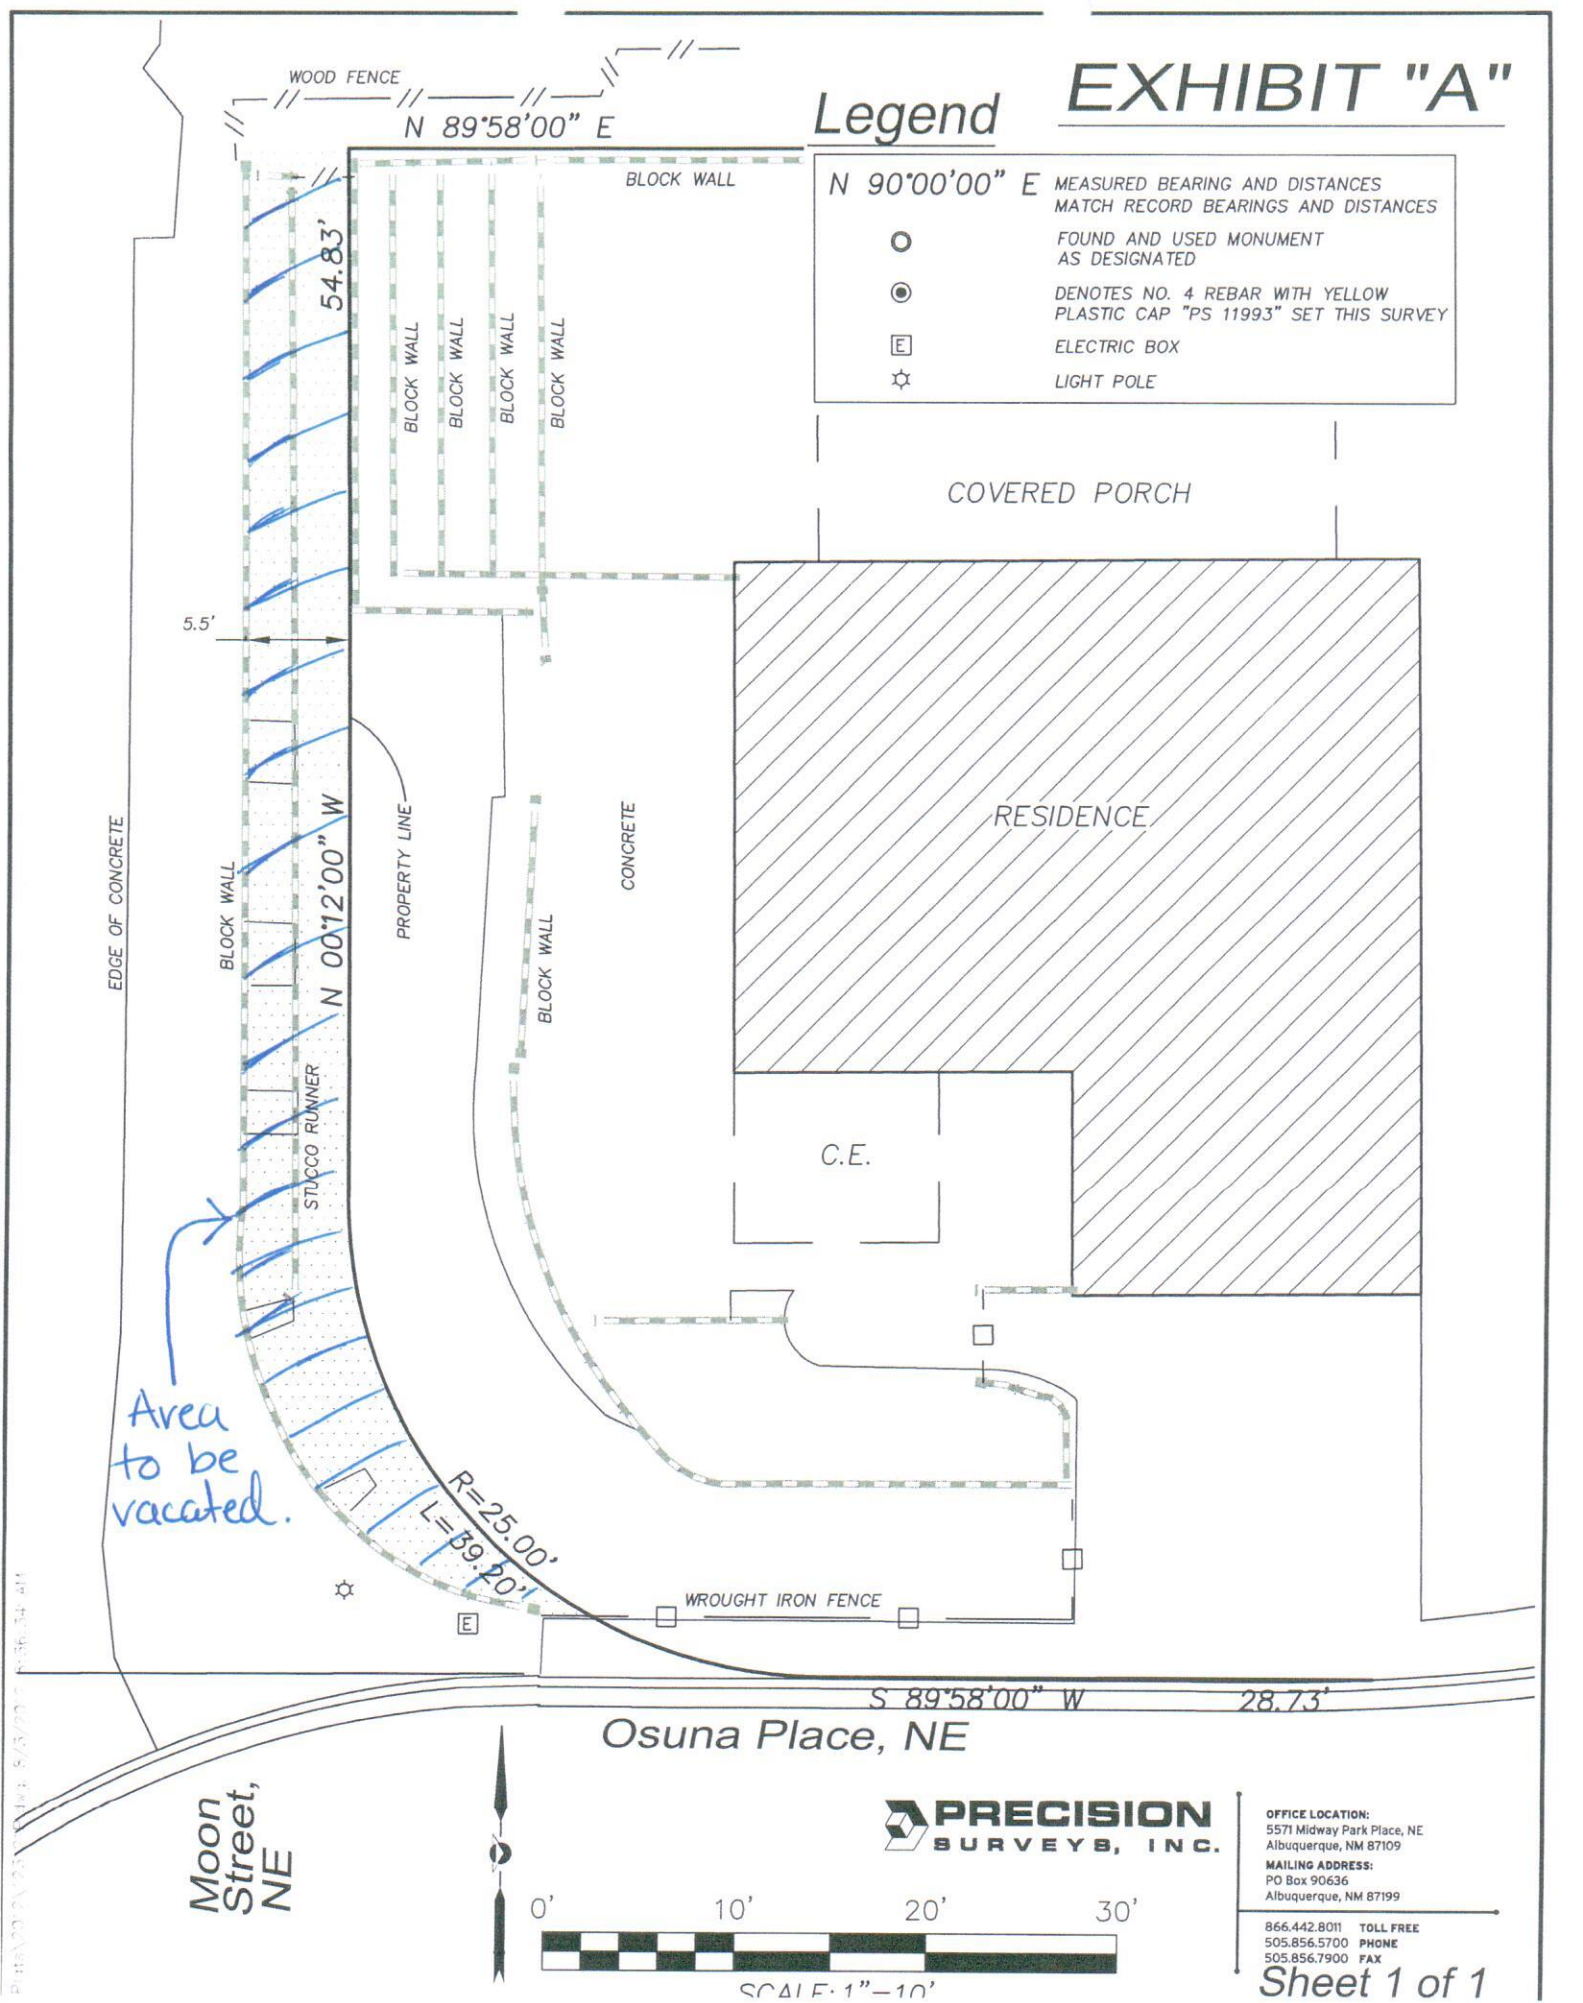 EXHIBIT "A"
WOOD FENCE
N 89°58'00" E
Legend
N 90°00'00" E
MEASURED BEARING AND DISTANCES
MATCH RECORD BEARINGS AND DISTANCES
FOUND AND USED MONUMENT
AS DESIGNATED
DENOTES NO. 4 REBAR WITH YELLOW
PLASTIC CAP "PS 11993" SET THIS SURVEY
E
ELECTRIC BOX
LIGHT POLE
BLOCK WALL
54.83'
BLOCK WALL
BLOCK WALL
BLOCK WALL
BLOCK WALL
COVERED PORCH
5.5'
RESIDENCE
EDGE OF CONCRETE
BLOCK WALL
N 00°12'00" W
PROPERTY LINE
CONCRETE
BLOCK WALL
STUCCO RUNNER
C.E.
Area
to be
vacated.
R=25.00'
L=39.20'
WROUGHT IRON FENCE
E
S 89°58'00" W
28.73'
Osuna Place, NE
Moon
Street,
NE
PRECISION
SURVEYS, INC.
OFFICE LOCATION:
5571 Midway Park Place, NE
Albuquerque, NM 87109
MAILING ADDRESS:
PO Box 90636
Albuquerque, NM 87199
866.442.8011 TOLL FREE
505.856.5700 PHONE
505.856.7900 FAX
0'
10'
20'
30'
SCALE: 1"=10'
Sheet 1 of 1